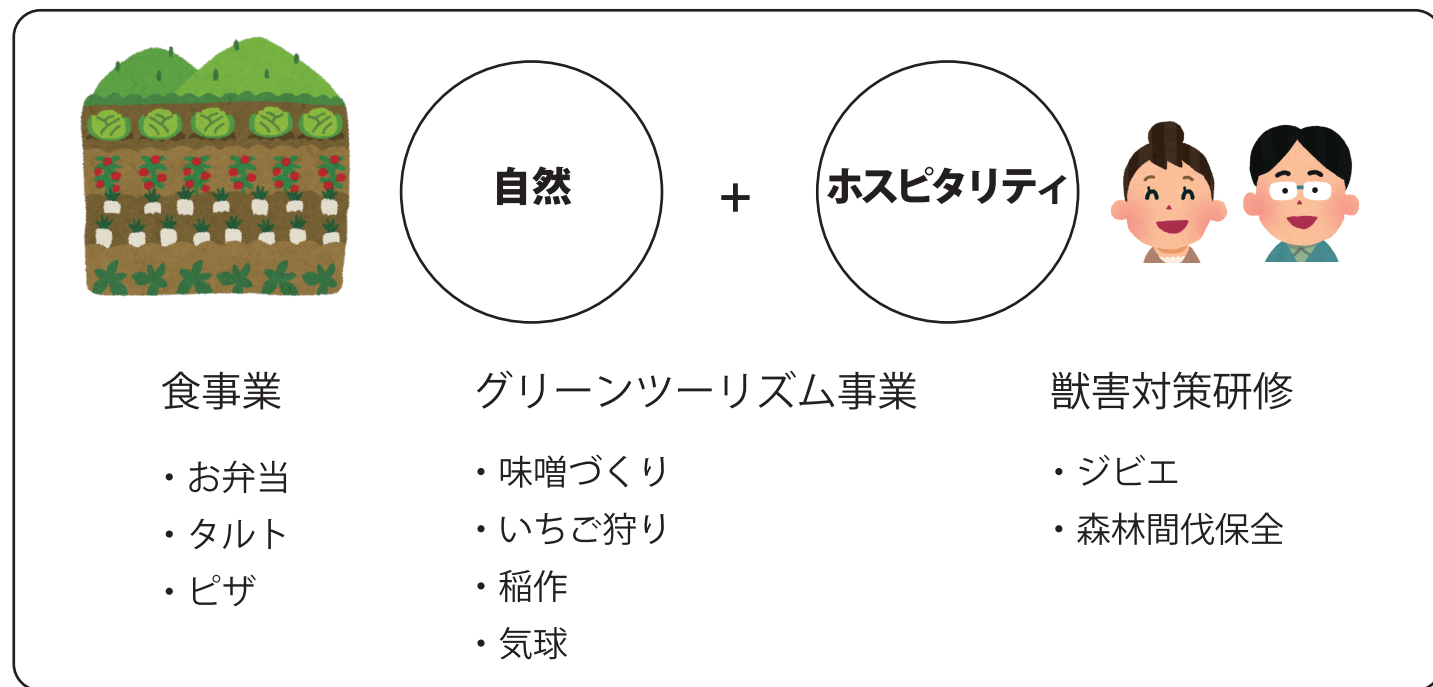 自然
+
ホスピタリティ
食事業
・お弁当
・タルト
・ピザ
グリーンツーリズム事業
・味噌づくり
・いちご狩り
・稲作
・気球
獣害対策研修
・ジビエ
・森林間伐保全